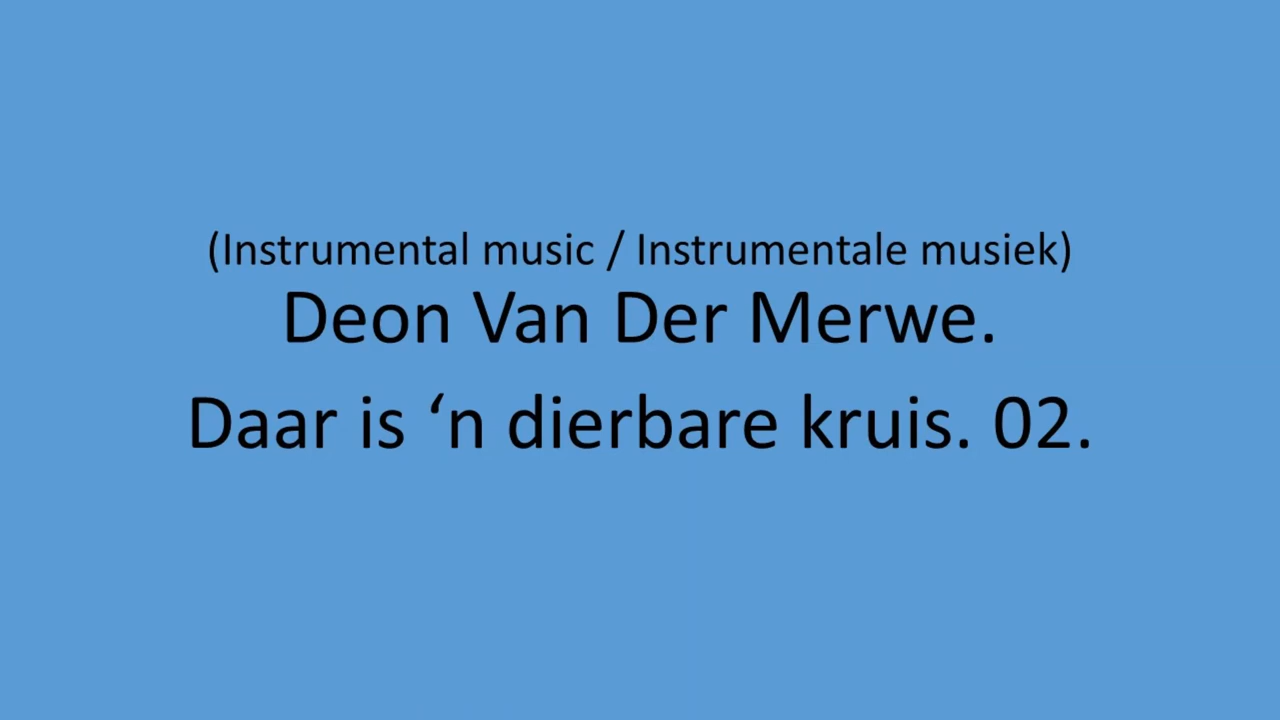 (Instrumental music / Instrumentale musiek)
Deon Van Der Merwe.
Daar is ‘n dierbare kruis. 02.